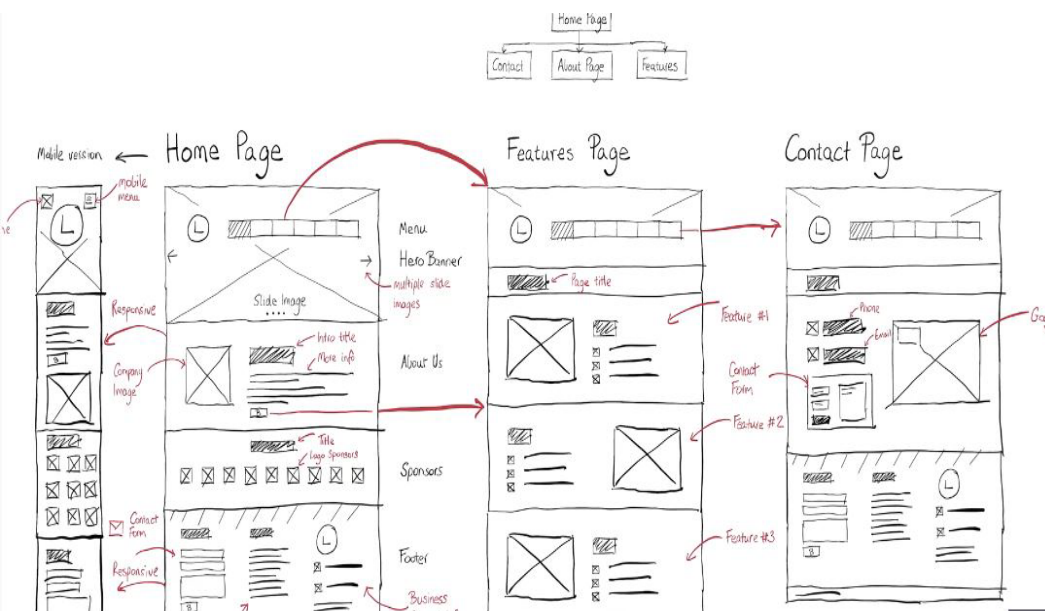 Home Page
Contact
About Page
Features
Mobile version
Home Page
Features Page
Contact Page
mobile
menu
L
L
Menu
Hero Banner
multiple slide
images
Slide Image
Responsive
Company
Image
Intro title
More info
About Us
B
B
Title
Logo Sponsors
Sponsors
Contact
Form
Responsive
L
Footer
Business
B
L
Page title
Feature #1
Feature #2
Feature #3
L
Phone
Email
Contact
Form
L
B